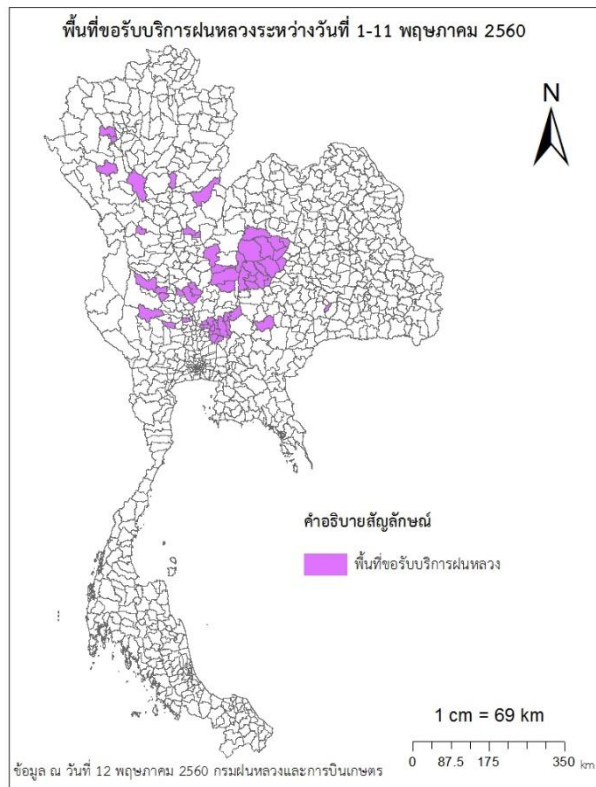 พื้นที่ขอรับบริการฝนหลวงระหว่างวันที่ 1-11 พฤษภาคม 2560
N
คำอธิบายสัญลักษณ์
พื้นที่ขอรับบริการฝนหลวง
1 cm = 69 km
0 87.5 175 350 km
ข้อมูล ณ วันที่ 12 พฤษภาคม 2560 กรมฝนหลวงและการบินเกษตร